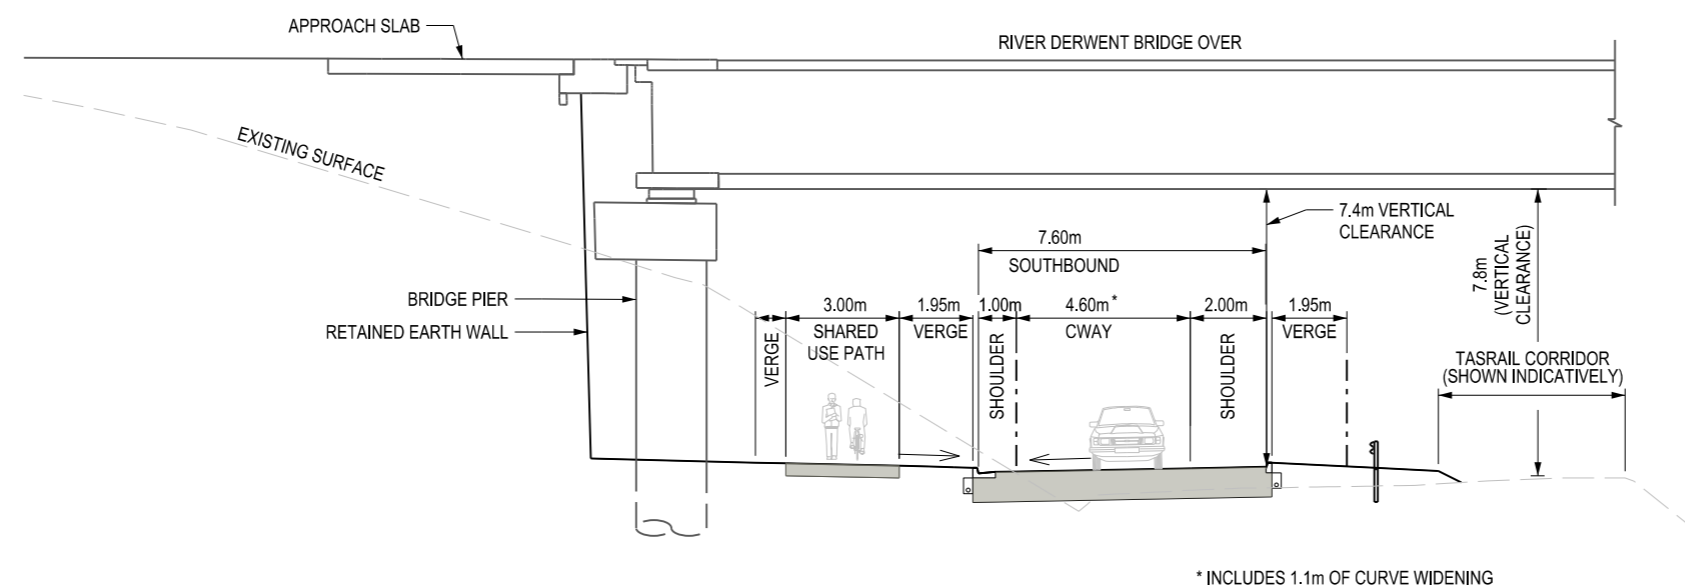 APPROACH SLAB
RIVER DERWENT BRIDGE OVER
EXISTING SURFACE
7.4m VERTICAL
CLEARANCE
7.60m
SOUTHBOUND
7.8m
(VERTICAL
CLEARANCE)
BRIDGE PIER
RETAINED EARTH WALL
VERGE
3.00m
SHARED
USE PATH
1.95m
VERGE
1.00m
SHOULDER
4.60m*
CWAY
2.00m
SHOULDER
1.95m
VERGE
TASRAIL CORRIDOR
(SHOWN INDICATIVELY)
* INCLUDES 1.1m OF CURVE WIDENING